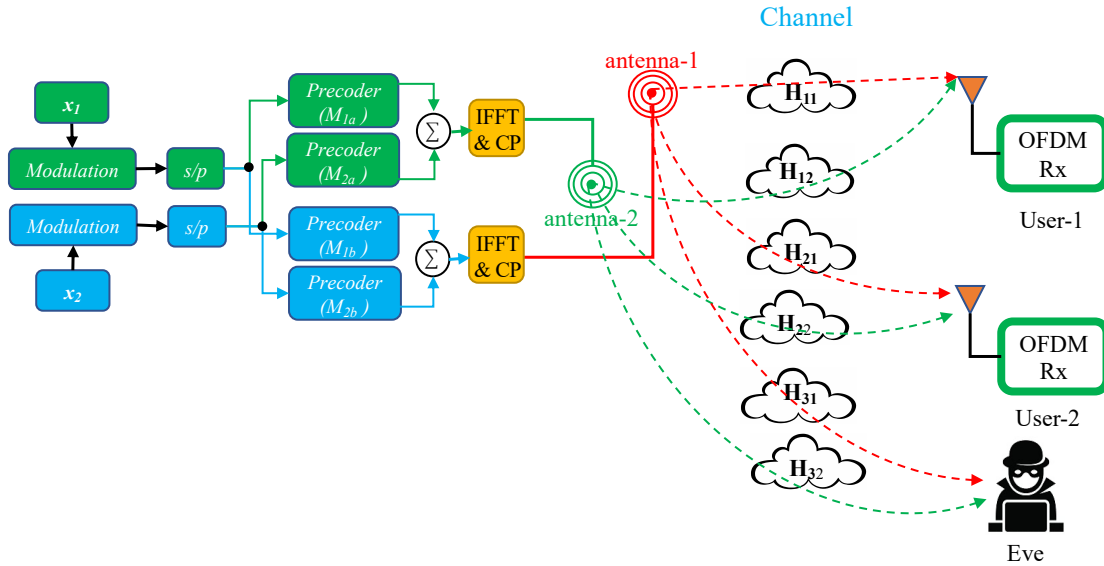 Channel
antenna-1
x1
Precoder
(M1a )
IFFT
& CP
Σ
H11
OFDM
Rx
Modulation
s/p
Precoder
(M2a )
H12
User-1
antenna-2
Modulation
s/p
Precoder
(M1b )
IFFT
& CP
Σ
H21
x2
Precoder
(M2b )
H22
OFDM
Rx
H31
User-2
H32
Eve